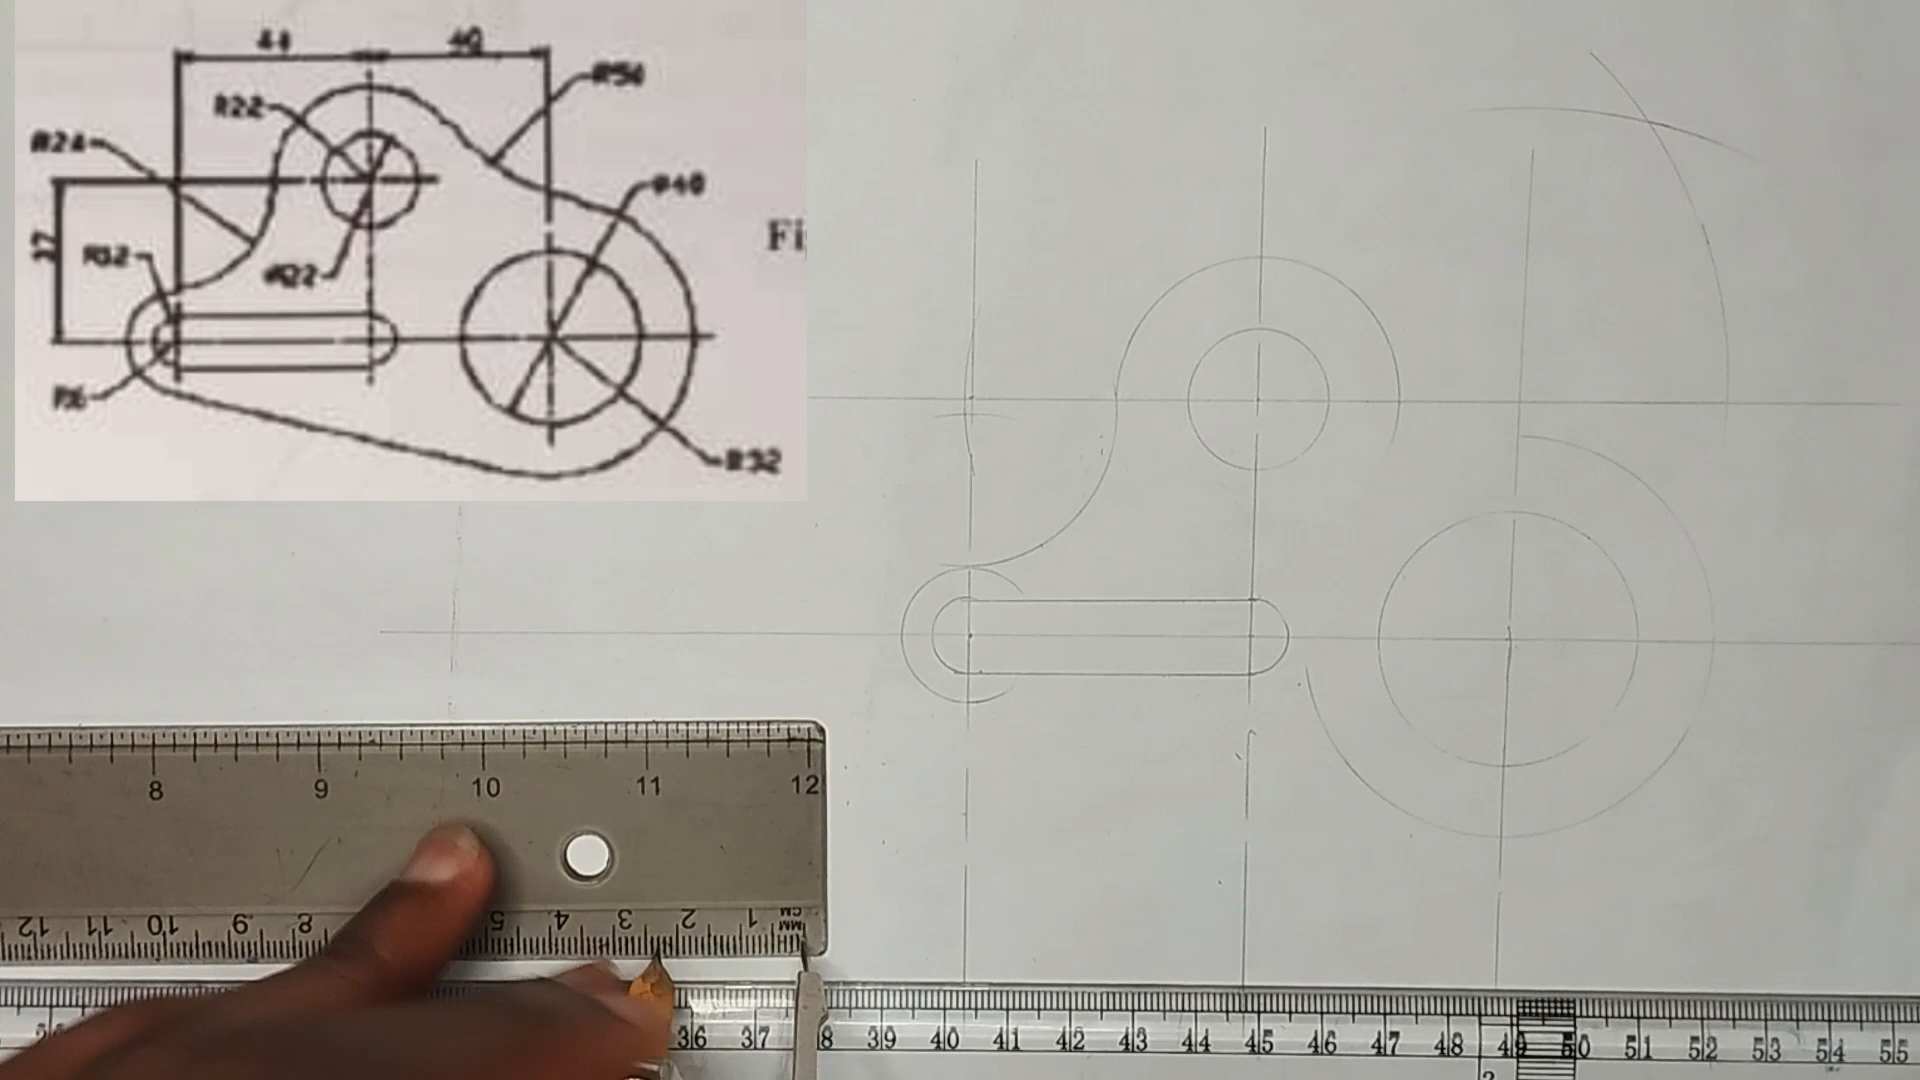 44 40
R50
R22
R24
Ø40
Fi
37
R12
Ø22
R6
R32
8 9 10 11 12
12 11 10 9 8 5 4 3 2 1 MM CM
36 37 8 39 40 41 42 43 44 45 46 47 48 49 50 51 52 53 54 55
2